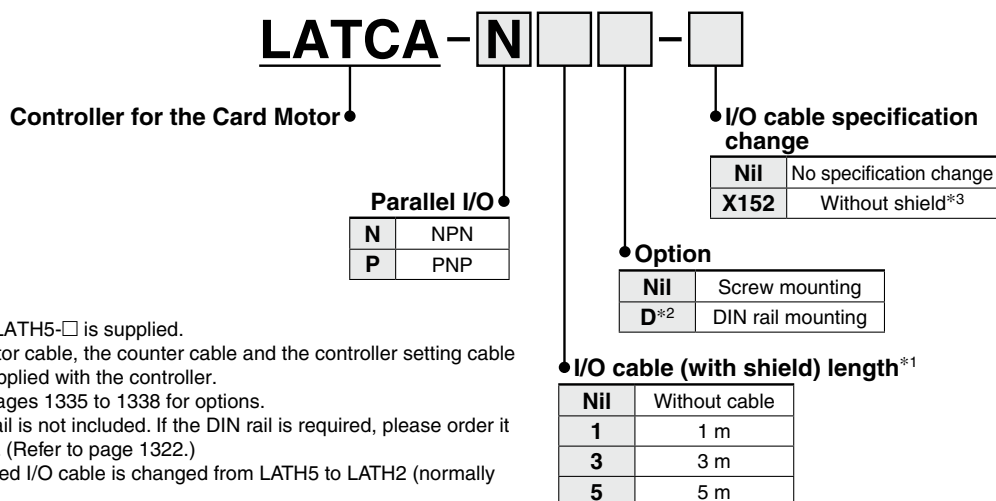 LATCA-N□□-□
Controller for the Card Motor
I/O cable specification
change
Nil No specification change
X152 Without shield*3
Parallel I/O
N NPN
P PNP
Option
Nil Screw mounting
D*2 DIN rail mounting
I/O cable (with shield) length*1
Nil Without cable
1 1 m
3 3 m
5 5 m
LATH5-□ is supplied.
tor cable, the counter cable and the controller setting cable
pplied with the controller.
ages 1335 to 1338 for options.
ail is not included. If the DIN rail is required, please order it
. (Refer to page 1322.)
ed I/O cable is changed from LATH5 to LATH2 (normally